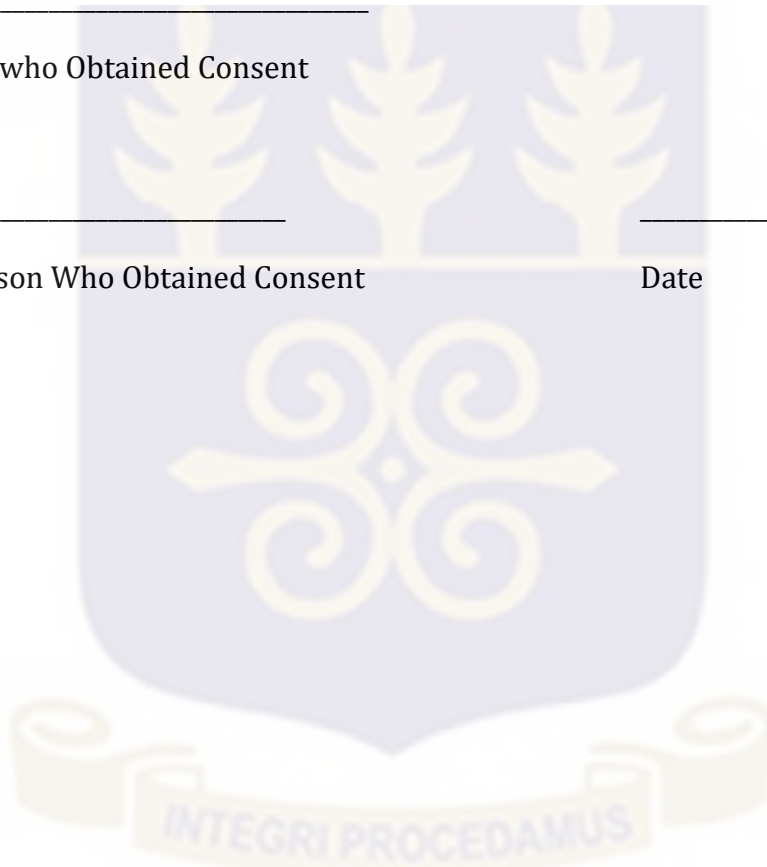 who Obtained Consent
son Who Obtained Consent Date
INTEGRI PROCEDAMUS